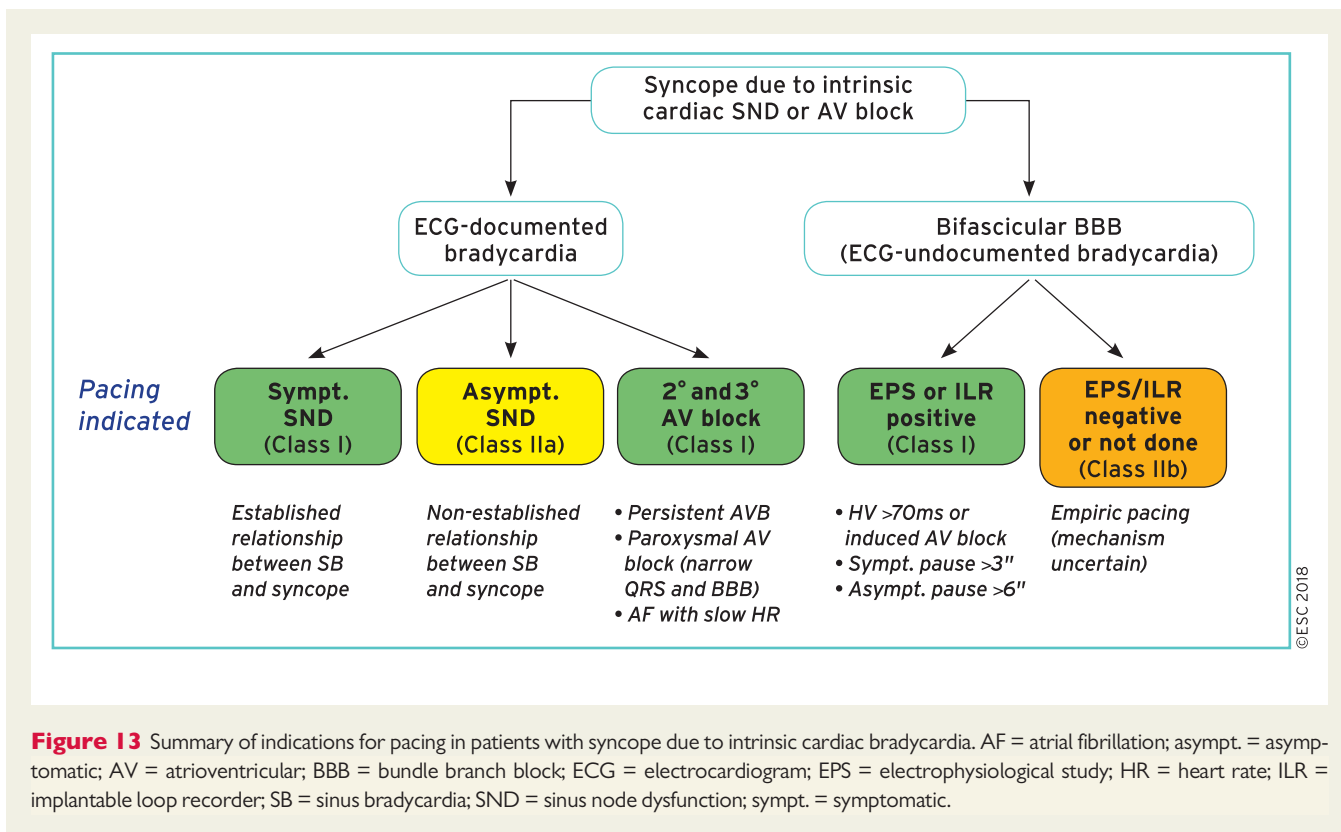 Syncope due to intrinsic
cardiac SND or AV block
ECG-documented
bradycardia
Bifascicular BBB
(ECG-undocumented bradycardia)
Pacing
indicated
Sympt.
SND
(Class I)
Asympt.
SND
(Class IIa)
2° and 3°
AV block
(Class I)
EPS or ILR
positive
(Class I)
EPS/ILR
negative
or not done
(Class IIb)
Established
relationship
between SB
and syncope
Non-established
relationship
between SB
and syncope
• Persistent AVB
• Paroxysmal AV
block (narrow
QRS and BBB)
• AF with slow HR
• HV >70ms or
induced AV block
• Sympt. pause >3"
• Asympt. pause >6"
Empiric pacing
(mechanism
uncertain)
©ESC 2018
Figure 13 Summary of indications for pacing in patients with syncope due to intrinsic cardiac bradycardia. AF = atrial fibrillation; asympt. = asymp-
tomatic; AV = atrioventricular; BBB = bundle branch block; ECG = electrocardiogram; EPS = electrophysiological study; HR = heart rate; ILR =
implantable loop recorder; SB = sinus bradycardia; SND = sinus node dysfunction; sympt. = symptomatic.